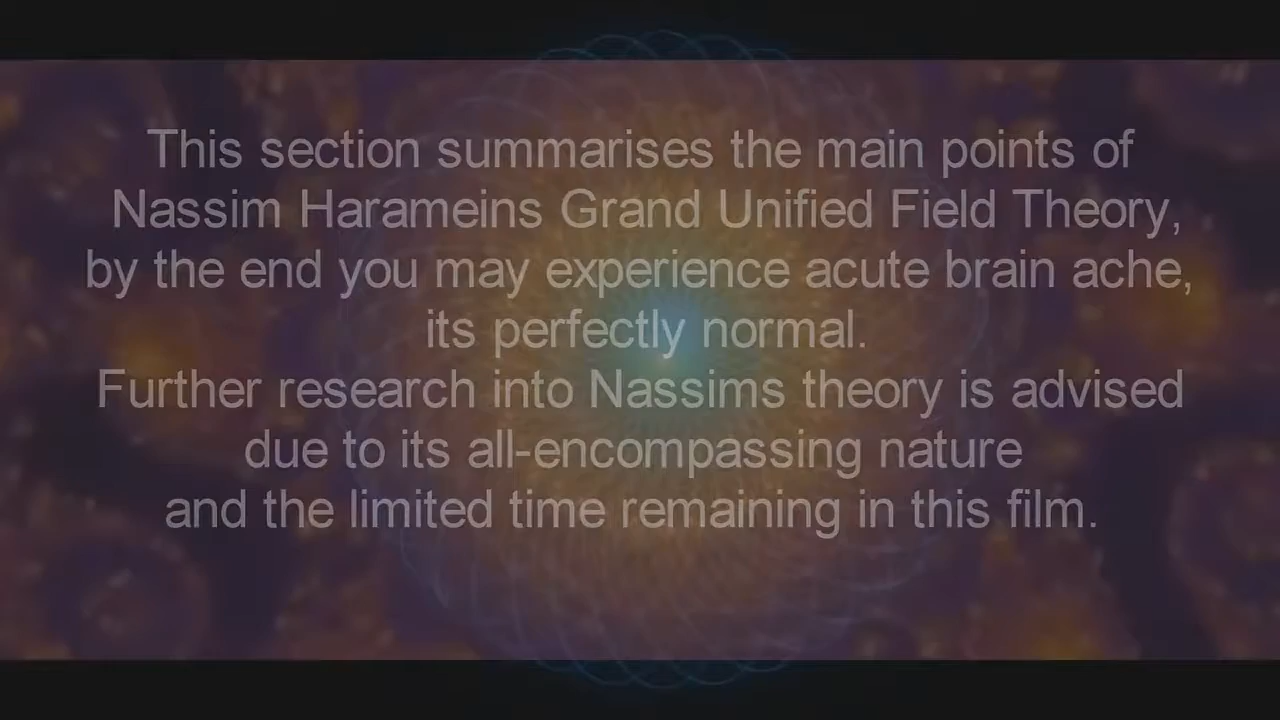 This section summarises the main points of
Nassim Harameins Grand Unified Field Theory,
by the end you may experience acute brain ache,
its perfectly normal.
Further research into Nassims theory is advised
due to its all-encompassing nature
and the limited time remaining in this film.